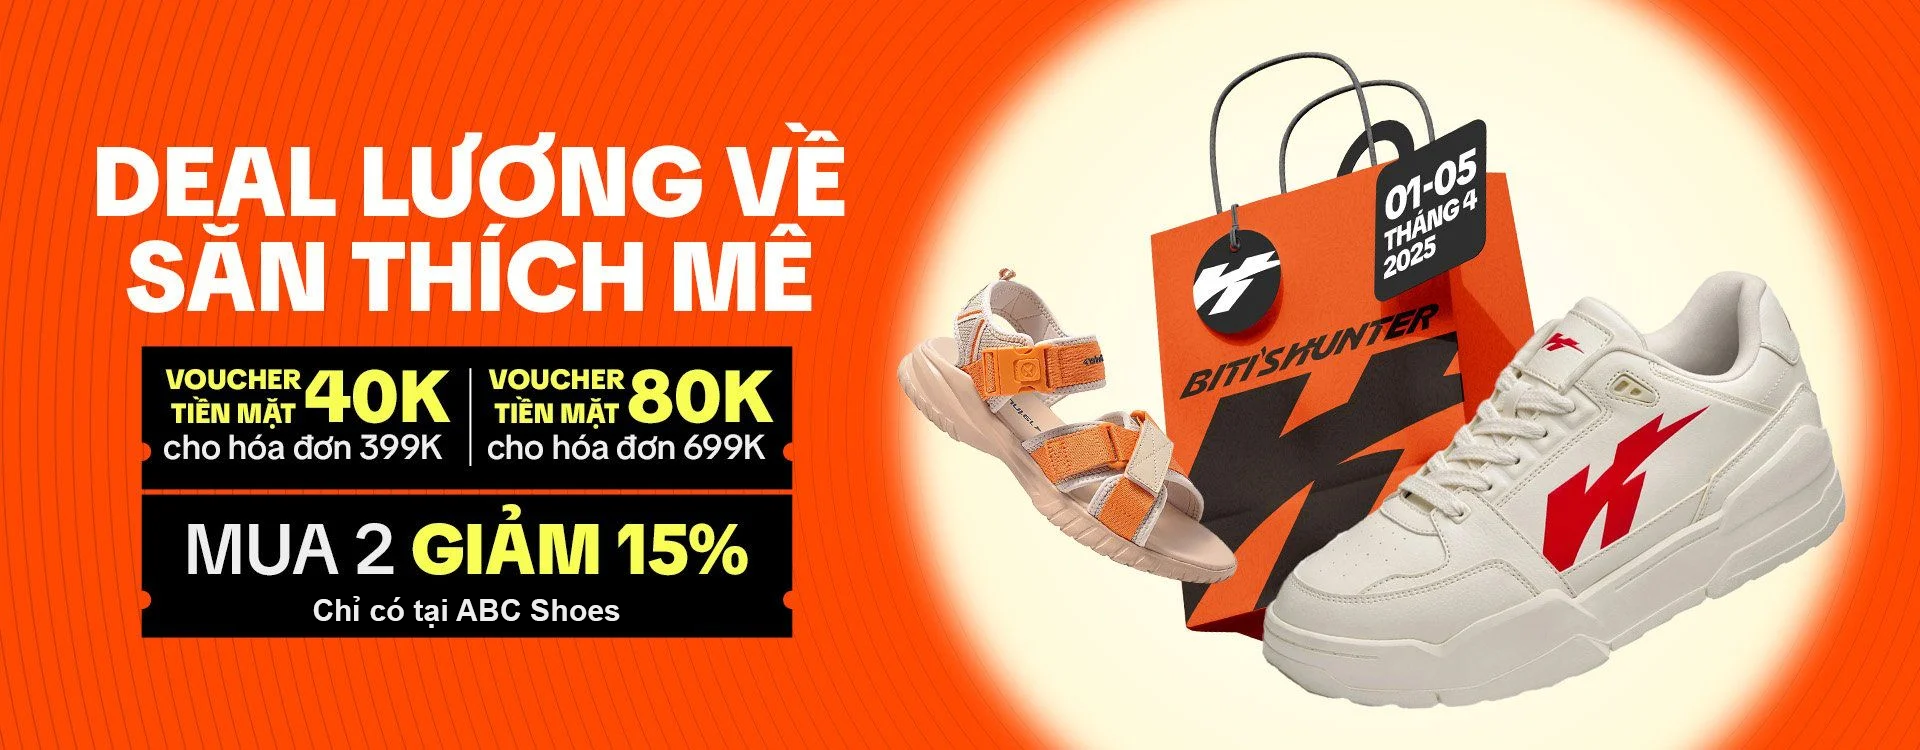 DEAL LƯƠNG VỀ
SĂN THÍCH MÊ
VOUCHER
TIỀN MẶT 40K
cho hóa đơn 399K
VOUCHER
TIỀN MẶT 80K
cho hóa đơn 699K
MUA 2 GIẢM 15%
Chỉ có tại ABC Shoes
01-05
THÁNG 4
2025
BITI'S HUNTER